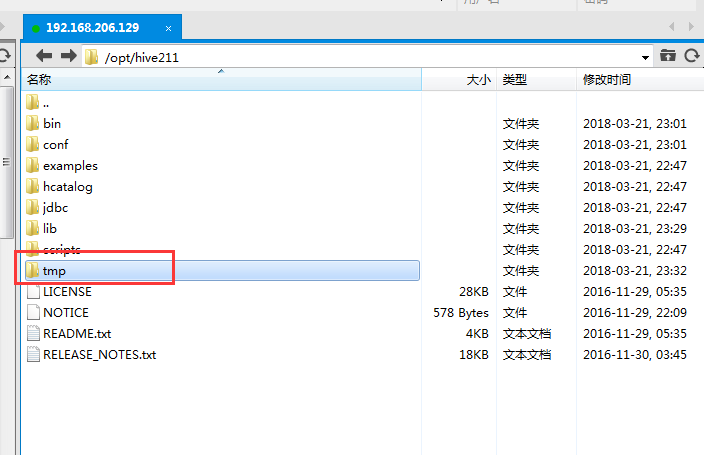 用户名 密码
192.168.206.129 ×
/opt/hive211
名称 大小 类型 修改时间
..
bin 文件夹 2018-03-21, 23:01
conf 文件夹 2018-03-21, 23:01
examples 文件夹 2018-03-21, 22:47
hcatalog 文件夹 2018-03-21, 22:47
jdbc 文件夹 2018-03-21, 22:47
lib 文件夹 2018-03-21, 23:29
scripts 文件夹 2018-03-21, 22:47
tmp 文件夹 2018-03-21, 23:32
LICENSE 28KB 文件 2016-11-29, 05:35
NOTICE 578 Bytes 文件 2016-11-29, 22:09
README.txt 4KB 文本文档 2016-11-29, 05:35
RELEASE_NOTES.txt 18KB 文本文档 2016-11-30, 03:45